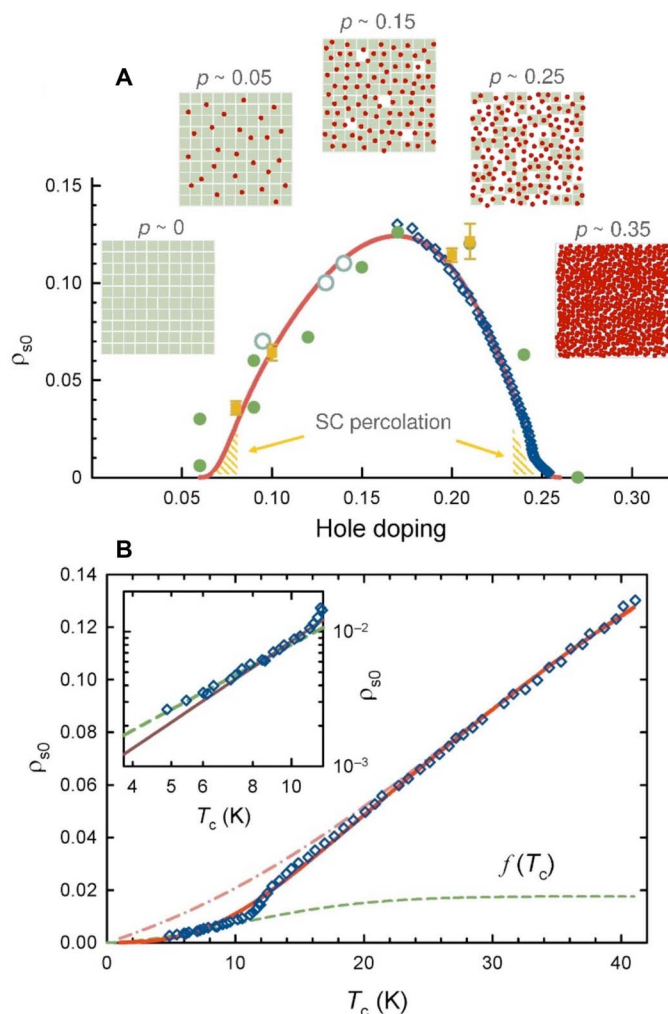 A
p ~ 0.15
p ~ 0.05
p ~ 0.25
p ~ 0
p ~ 0.35
0.15
0.10
0.05
0
ρs0
SC percolation
0.05 0.10 0.15 0.20 0.25 0.30
Hole doping
B
0.14
0.12
0.10
0.08
0.06
0.04
0.02
0.00
ρs0
10⁻²
10⁻³
ρs0
4 5 6 8 10
Tc (K)
f(Tc)
0 10 20 30 40
Tc (K)